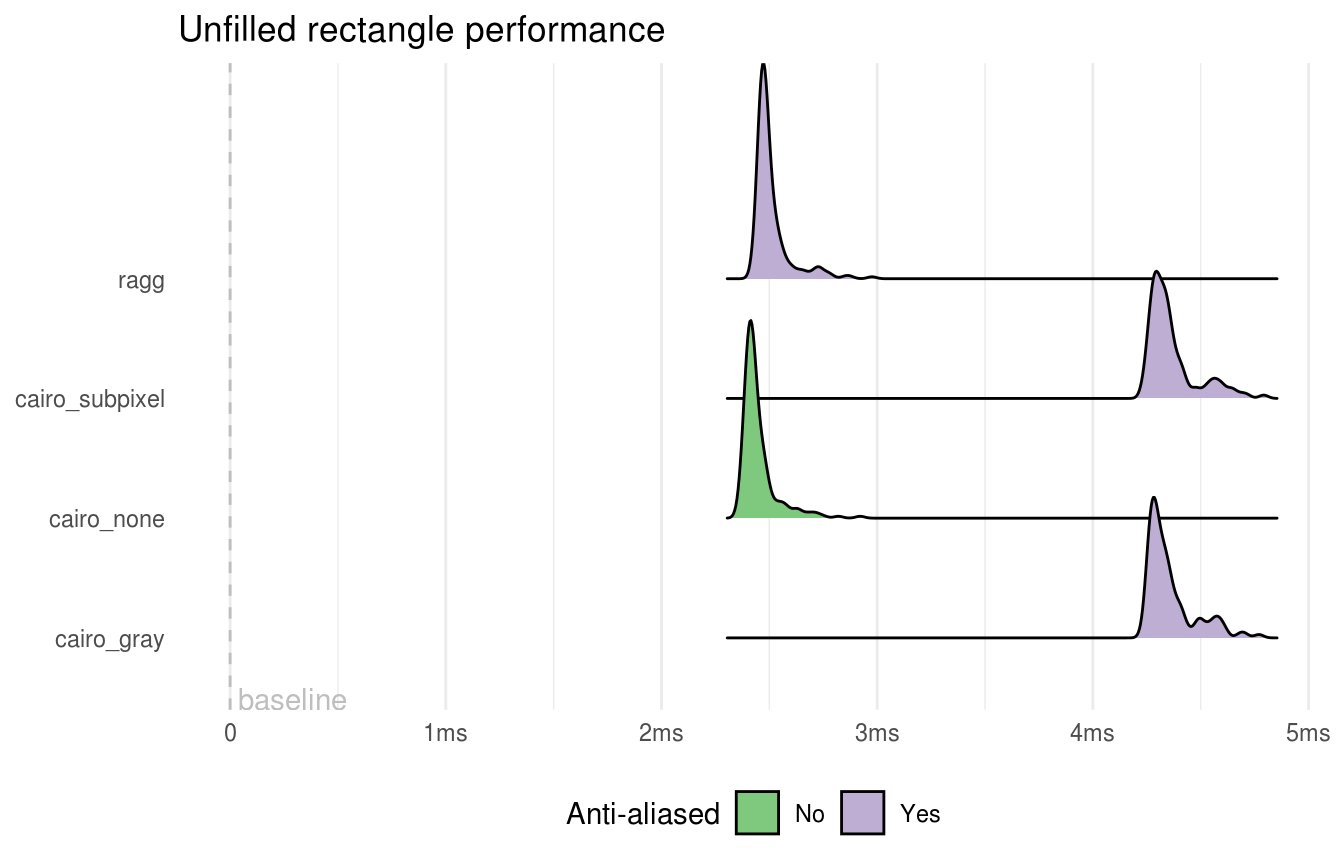 Unfilled rectangle performance
ragg
cairo_subpixel
cairo_none
cairo_gray
baseline
0 1ms 2ms 3ms 4ms 5ms
Anti-aliased No Yes